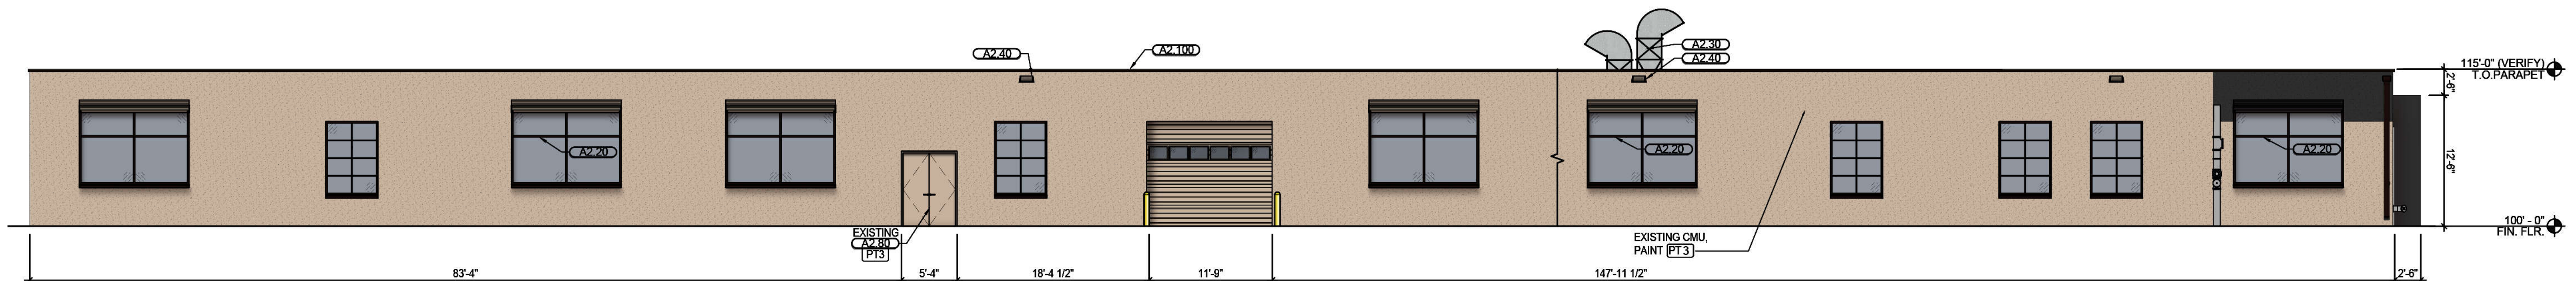 A2.40
A2.100
A2.30
A2.40
115'-0" (VERIFY)
T.O.PARAPET
2'-6"
A2.20
A2.20
A2.20
12'-6"
EXISTING
A2.80
PT3
EXISTING CMU,
PAINT PT3
100' - 0"
FIN. FLR.
83'-4"
5'-4"
18'-4 1/2"
11'-9"
147'-11 1/2"
2'-6"